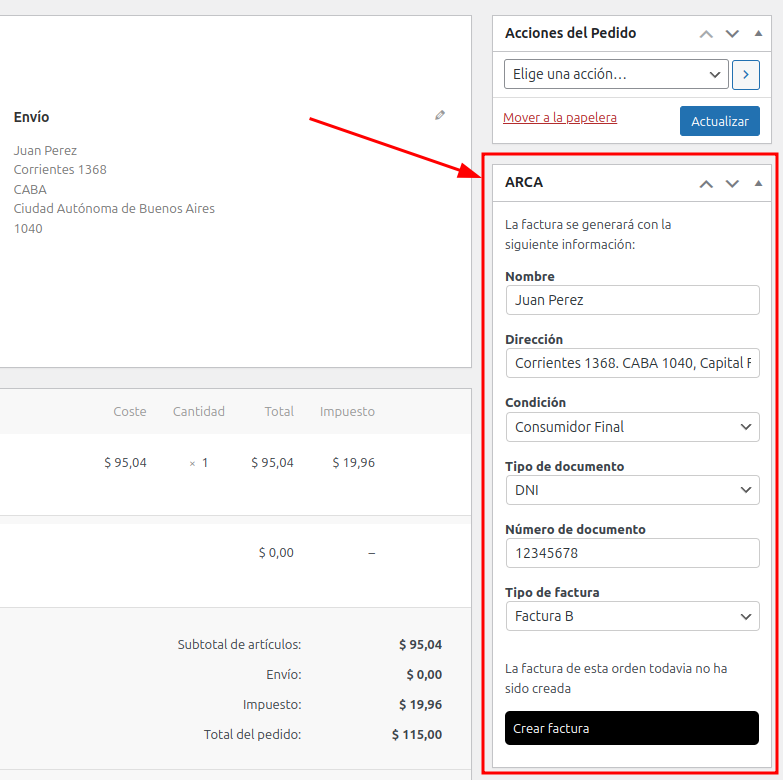 Envío
Juan Perez
Corrientes 1368
CABA
Ciudad Autónoma de Buenos Aires
1040
Coste Cantidad Total Impuesto
$ 95,04 × 1 $ 95,04 $ 19,96
$ 0,00 –
Subtotal de artículos: $ 95,04
Envío: $ 0,00
Impuesto: $ 19,96
Total del pedido: $ 115,00
Acciones del Pedido
Elige una acción...
Mover a la papelera
Actualizar
ARCA
La factura se generará con la
siguiente información:
Nombre
Juan Perez
Dirección
Corrientes 1368. CABA 1040, Capital F
Condición
Consumidor Final
Tipo de documento
DNI
Número de documento
12345678
Tipo de factura
Factura B
La factura de esta orden todavia no ha
sido creada
Crear factura